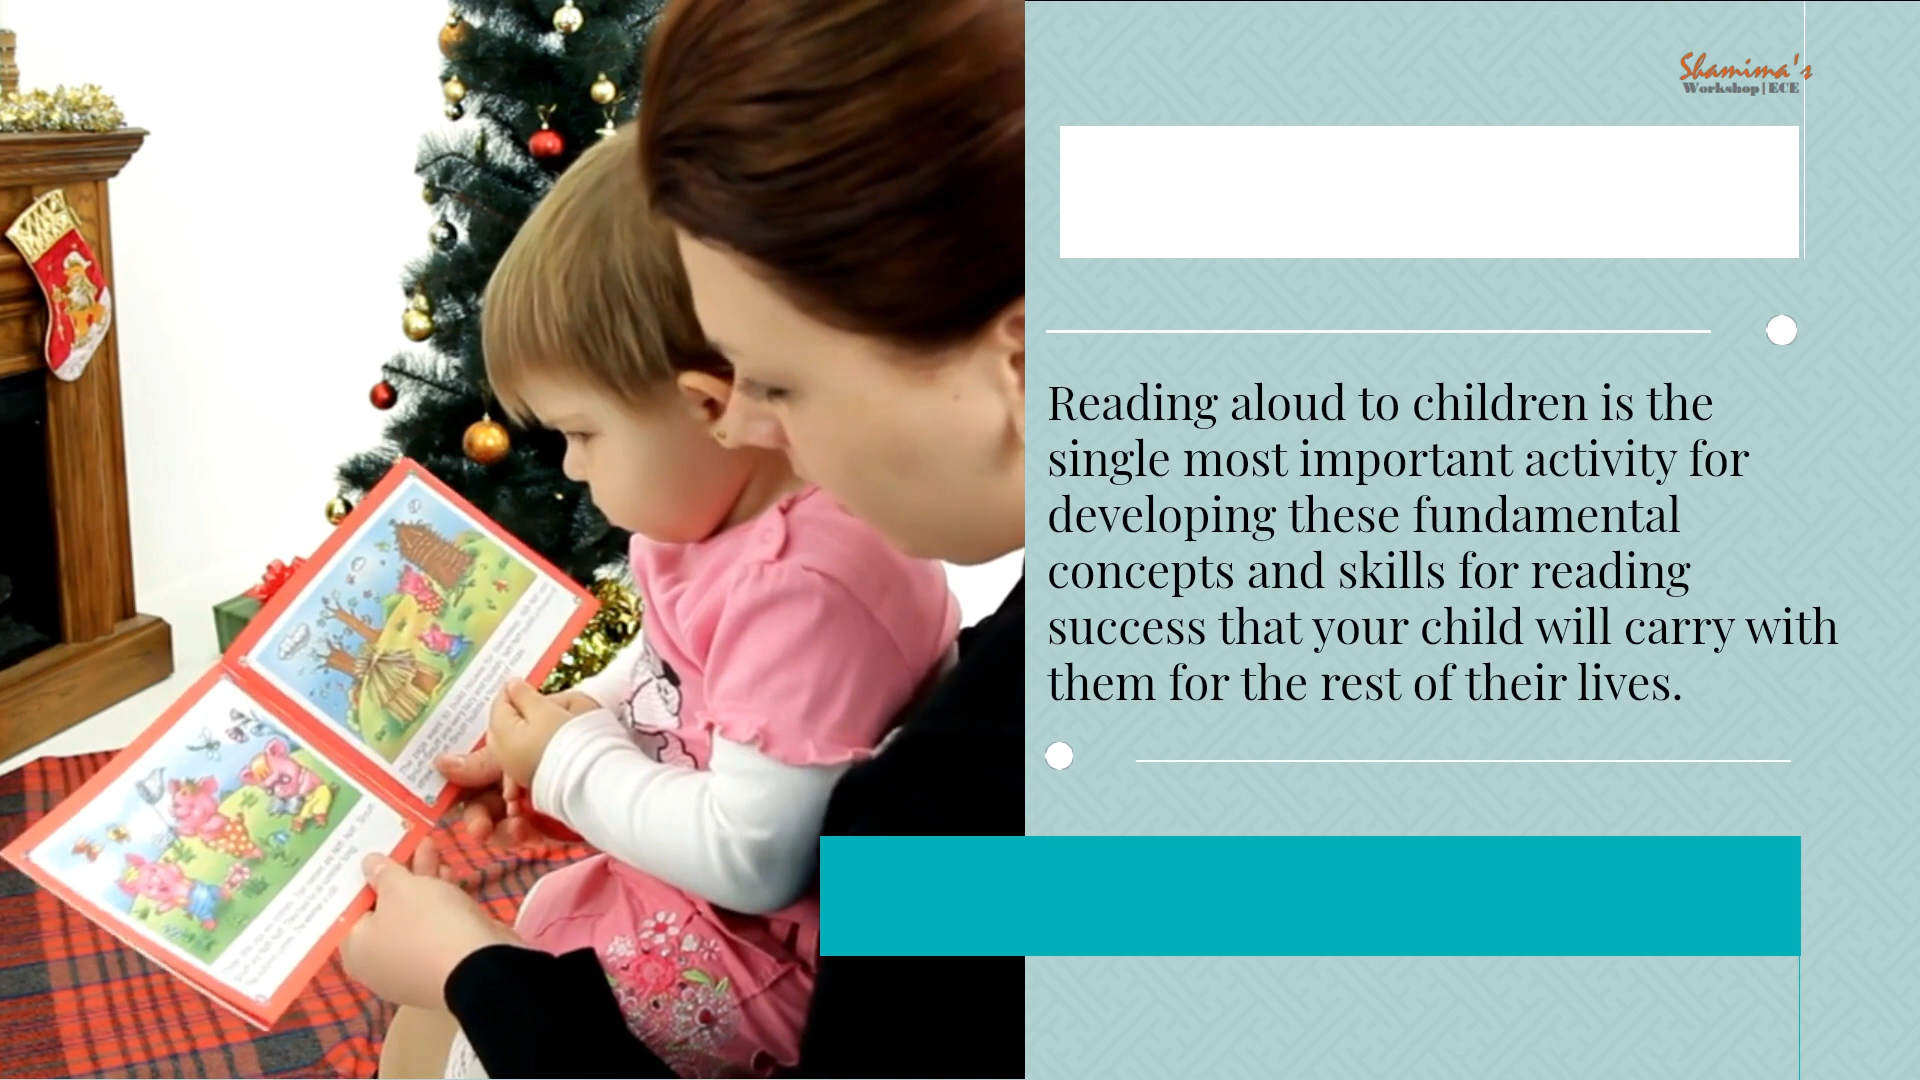 Shamima's
Workshop|ECE
Reading aloud to children is the
single most important activity for
developing these fundamental
concepts and skills for reading
success that your child will carry with
them for the rest of their lives.